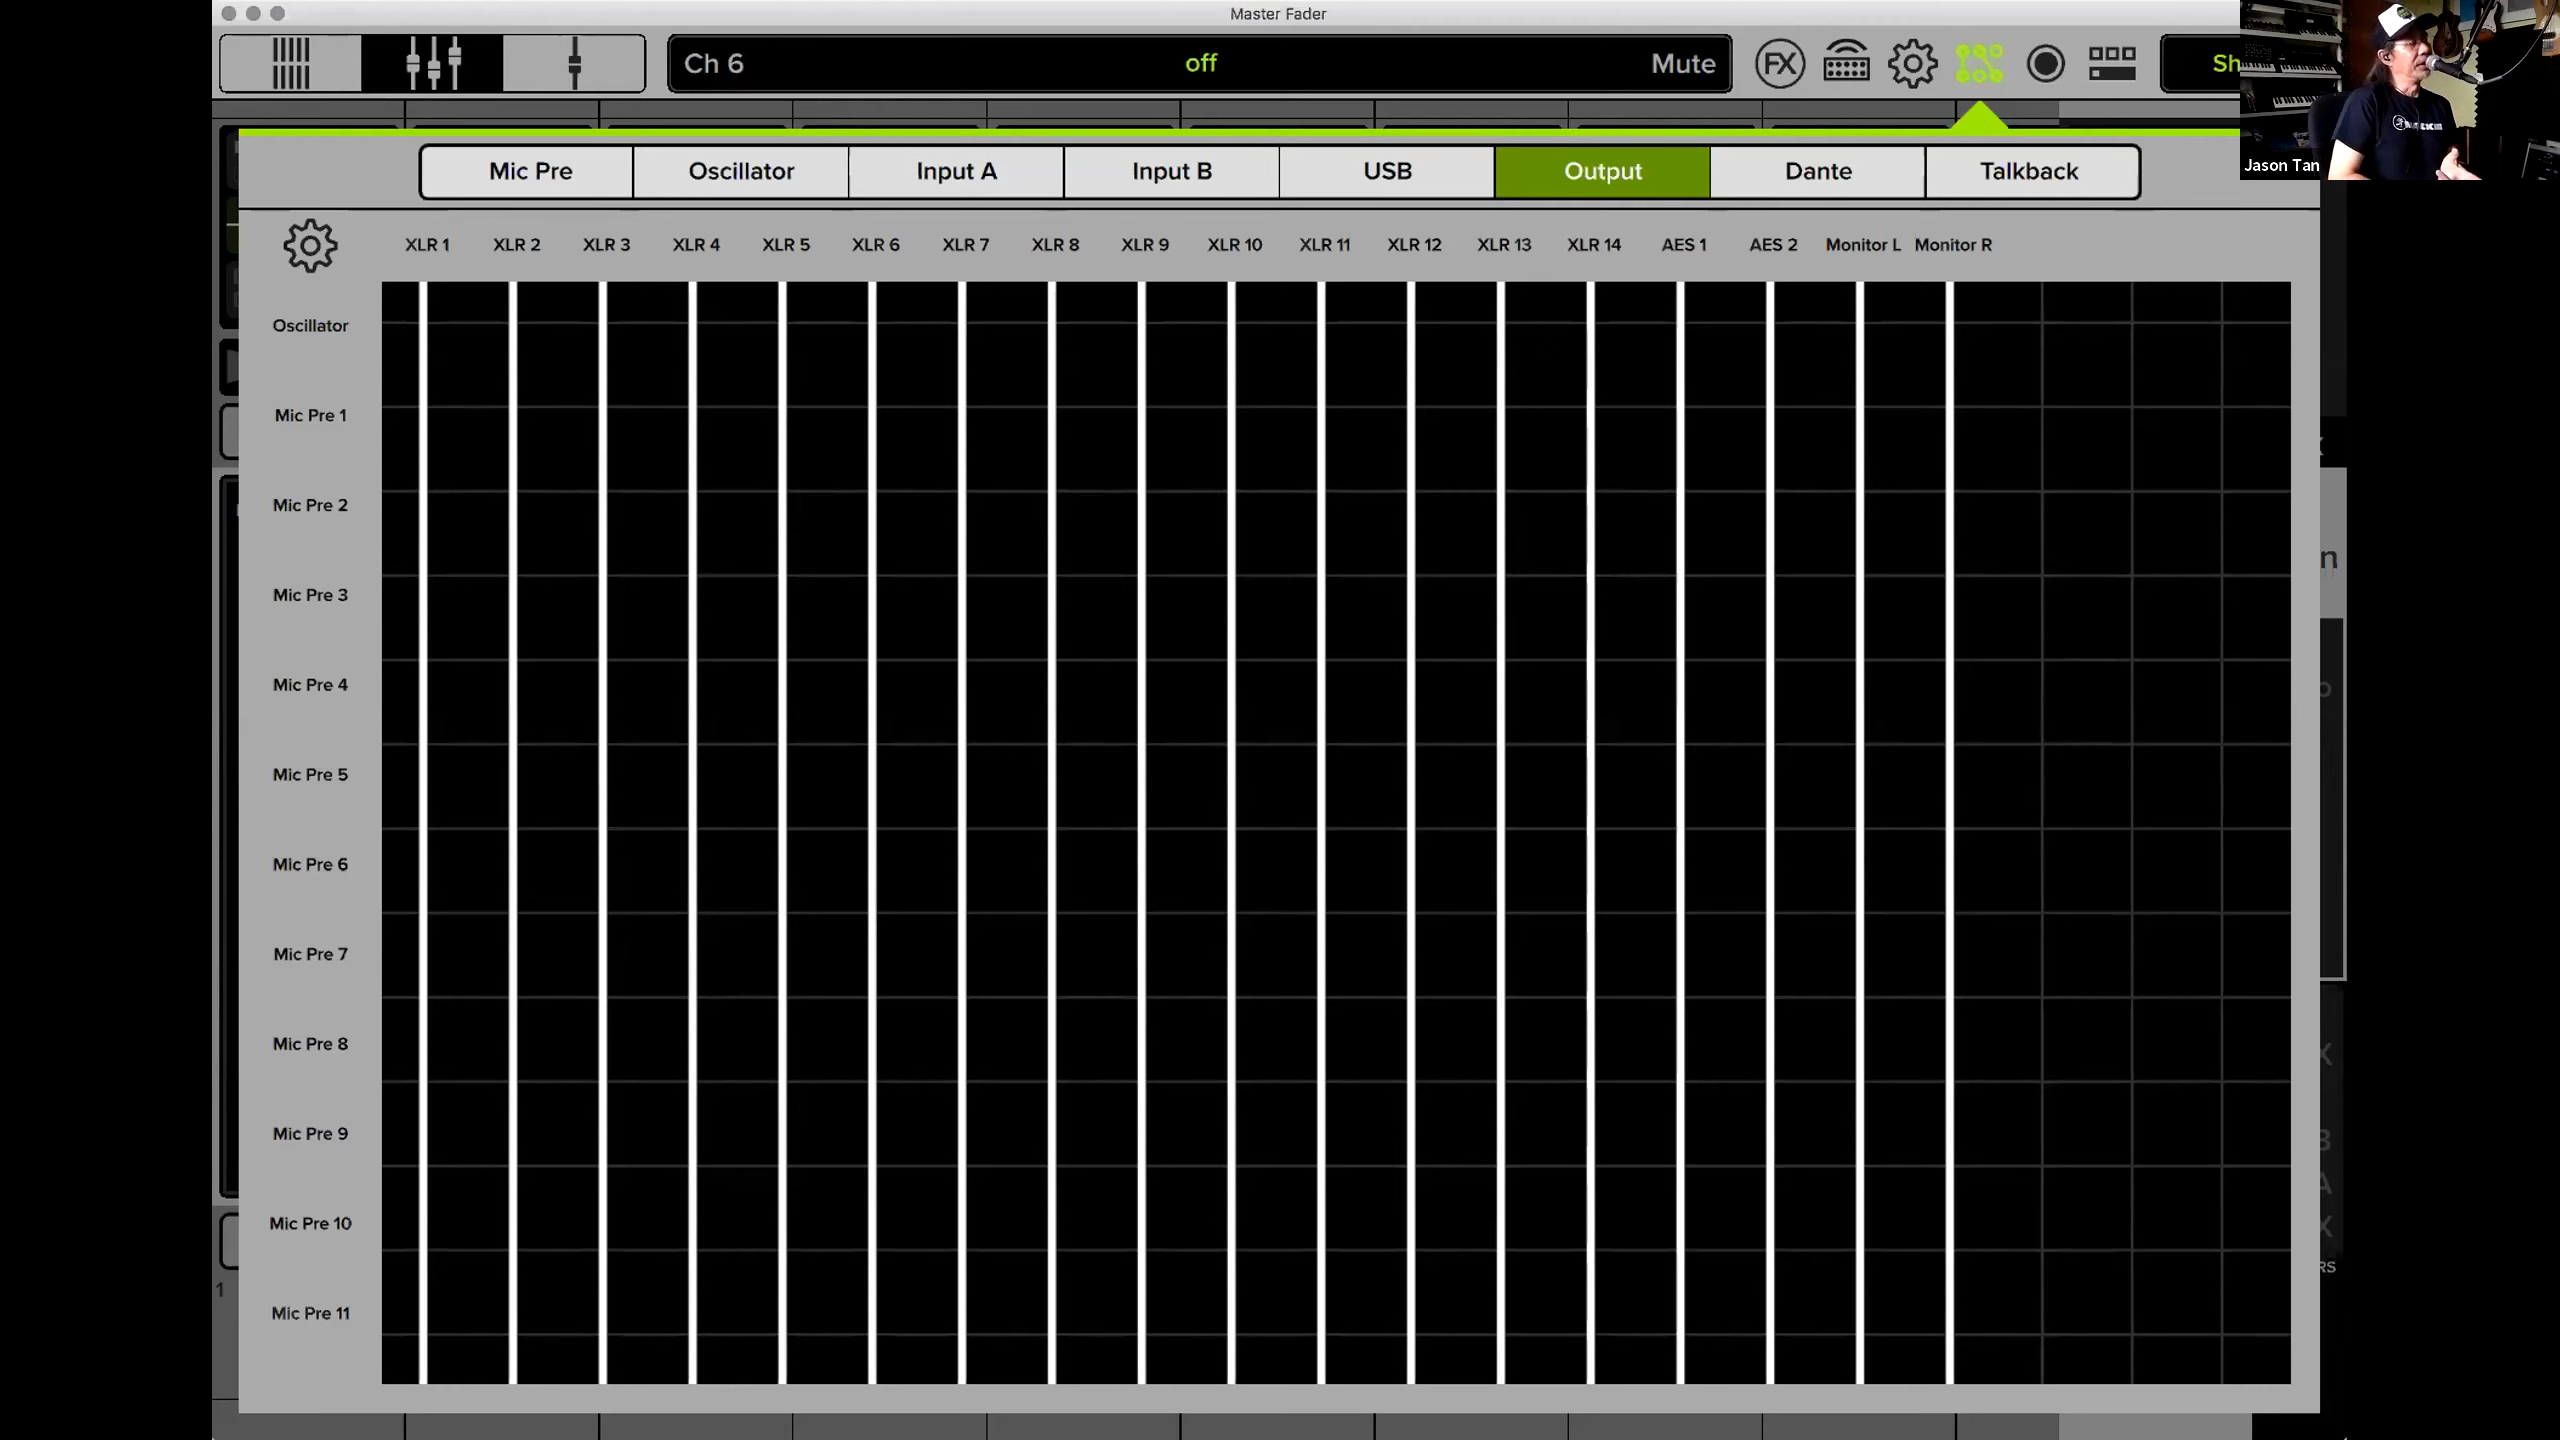 Master Fader
Ch 6 off Mute
FX
Sh
Jason Tan
Mic Pre Oscillator Input A Input B USB Output Dante Talkback
XLR 1 XLR 2 XLR 3 XLR 4 XLR 5 XLR 6 XLR 7 XLR 8 XLR 9 XLR 10 XLR 11 XLR 12 XLR 13 XLR 14 AES 1 AES 2 Monitor L Monitor R
Oscillator
Mic Pre 1
Mic Pre 2
Mic Pre 3
Mic Pre 4
Mic Pre 5
Mic Pre 6
Mic Pre 7
Mic Pre 8
Mic Pre 9
Mic Pre 10
Mic Pre 11
1
n
RS